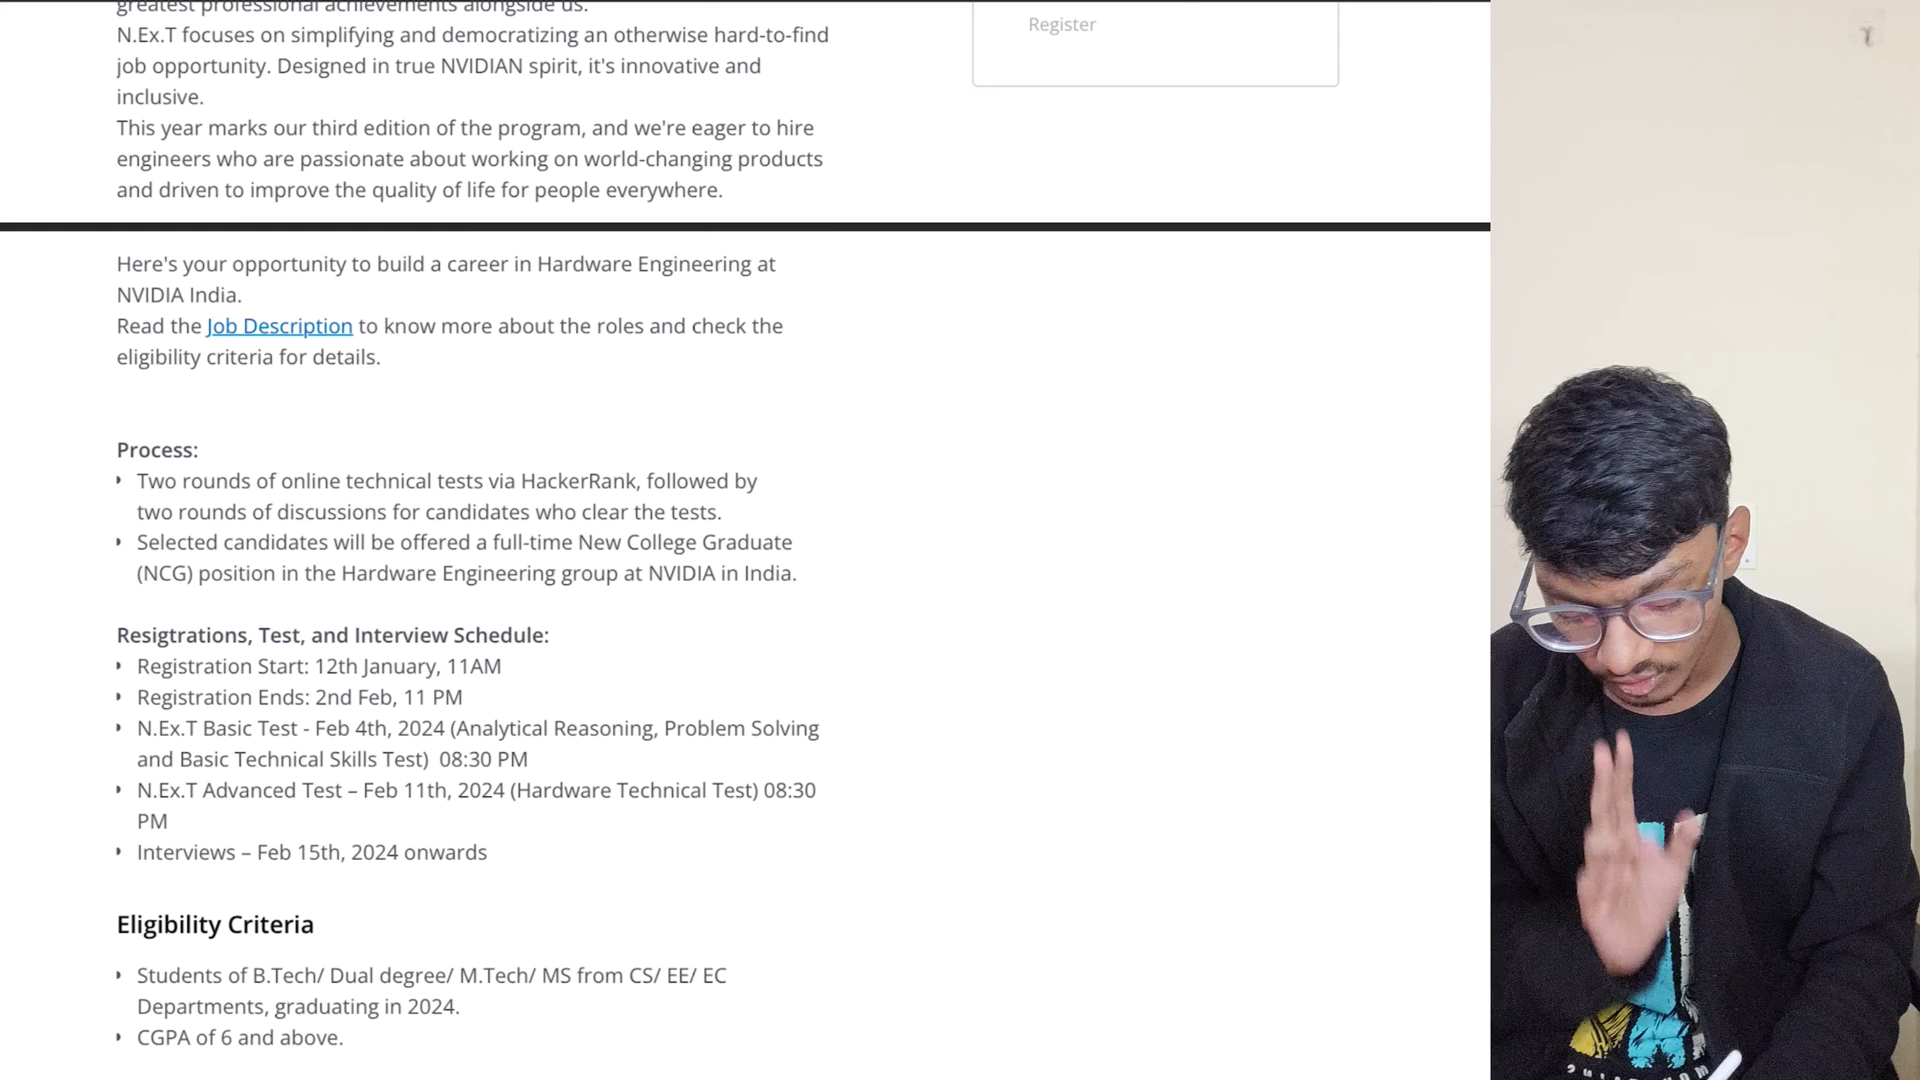 greatest professional achievements alongside us.
N.Ex.T focuses on simplifying and democratizing an otherwise hard-to-find
job opportunity. Designed in true NVIDIAN spirit, it's innovative and
inclusive.
This year marks our third edition of the program, and we're eager to hire
engineers who are passionate about working on world-changing products
and driven to improve the quality of life for people everywhere.
Register
Here's your opportunity to build a career in Hardware Engineering at
NVIDIA India.
Read the Job Description to know more about the roles and check the
eligibility criteria for details.
Process:
Two rounds of online technical tests via HackerRank, followed by
two rounds of discussions for candidates who clear the tests.
Selected candidates will be offered a full-time New College Graduate
(NCG) position in the Hardware Engineering group at NVIDIA in India.
Resigtrations, Test, and Interview Schedule:
Registration Start: 12th January, 11AM
Registration Ends: 2nd Feb, 11 PM
N.Ex.T Basic Test - Feb 4th, 2024 (Analytical Reasoning, Problem Solving
and Basic Technical Skills Test)  08:30 PM
N.Ex.T Advanced Test – Feb 11th, 2024 (Hardware Technical Test) 08:30
PM
Interviews – Feb 15th, 2024 onwards
Eligibility Criteria
Students of B.Tech/ Dual degree/ M.Tech/ MS from CS/ EE/ EC
Departments, graduating in 2024.
CGPA of 6 and above.